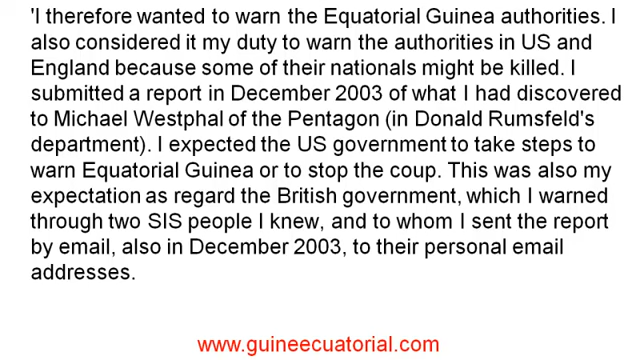 'I therefore wanted to warn the Equatorial Guinea authorities. I
also considered it my duty to warn the authorities in US and
England because some of their nationals might be killed. I
submitted a report in December 2003 of what I had discovered
to Michael Westphal of the Pentagon (in Donald Rumsfeld's
department). I expected the US government to take steps to
warn Equatorial Guinea or to stop the coup. This was also my
expectation as regard the British government, which I warned
through two SIS people I knew, and to whom I sent the report
by email, also in December 2003, to their personal email
addresses.
www.guineecuatorial.com